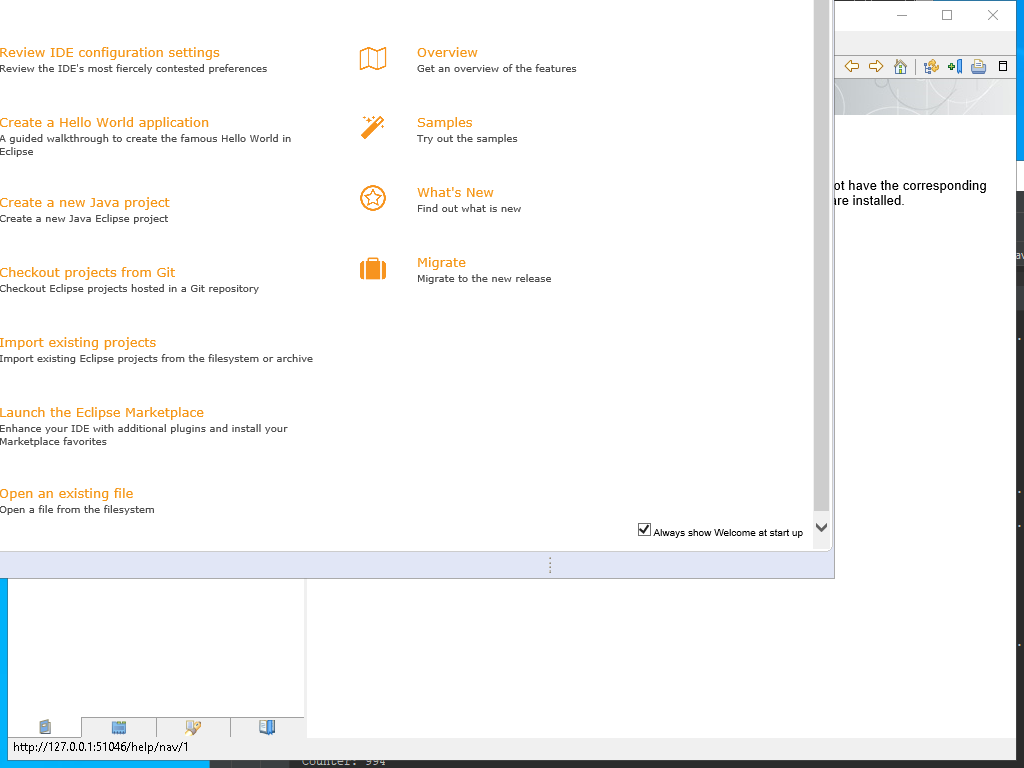 Review IDE configuration settings
Review the IDE's most fiercely contested preferences
Create a Hello World application
A guided walkthrough to create the famous Hello World in
Eclipse
Create a new Java project
Create a new Java Eclipse project
Checkout projects from Git
Checkout Eclipse projects hosted in a Git repository
Import existing projects
Import existing Eclipse projects from the filesystem or archive
Launch the Eclipse Marketplace
Enhance your IDE with additional plugins and install your
Marketplace favorites
Open an existing file
Open a file from the filesystem
Overview
Get an overview of the features
Samples
Try out the samples
What's New
Find out what is new
Migrate
Migrate to the new release
Always show Welcome at start up
ot have the corresponding
are installed.
http://127.0.0.1:51046/help/nav/1
Counter: 994